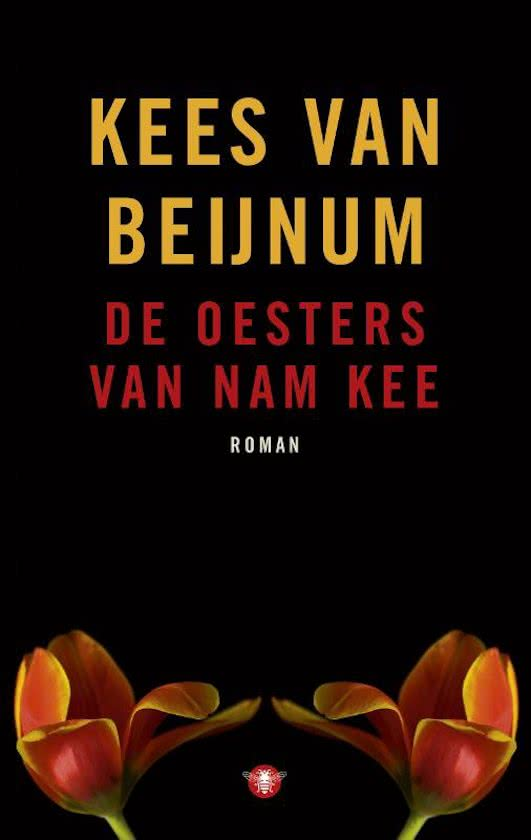 KEES VAN
BEIJNUM
DE OESTERS
VAN NAM KEE
ROMAN